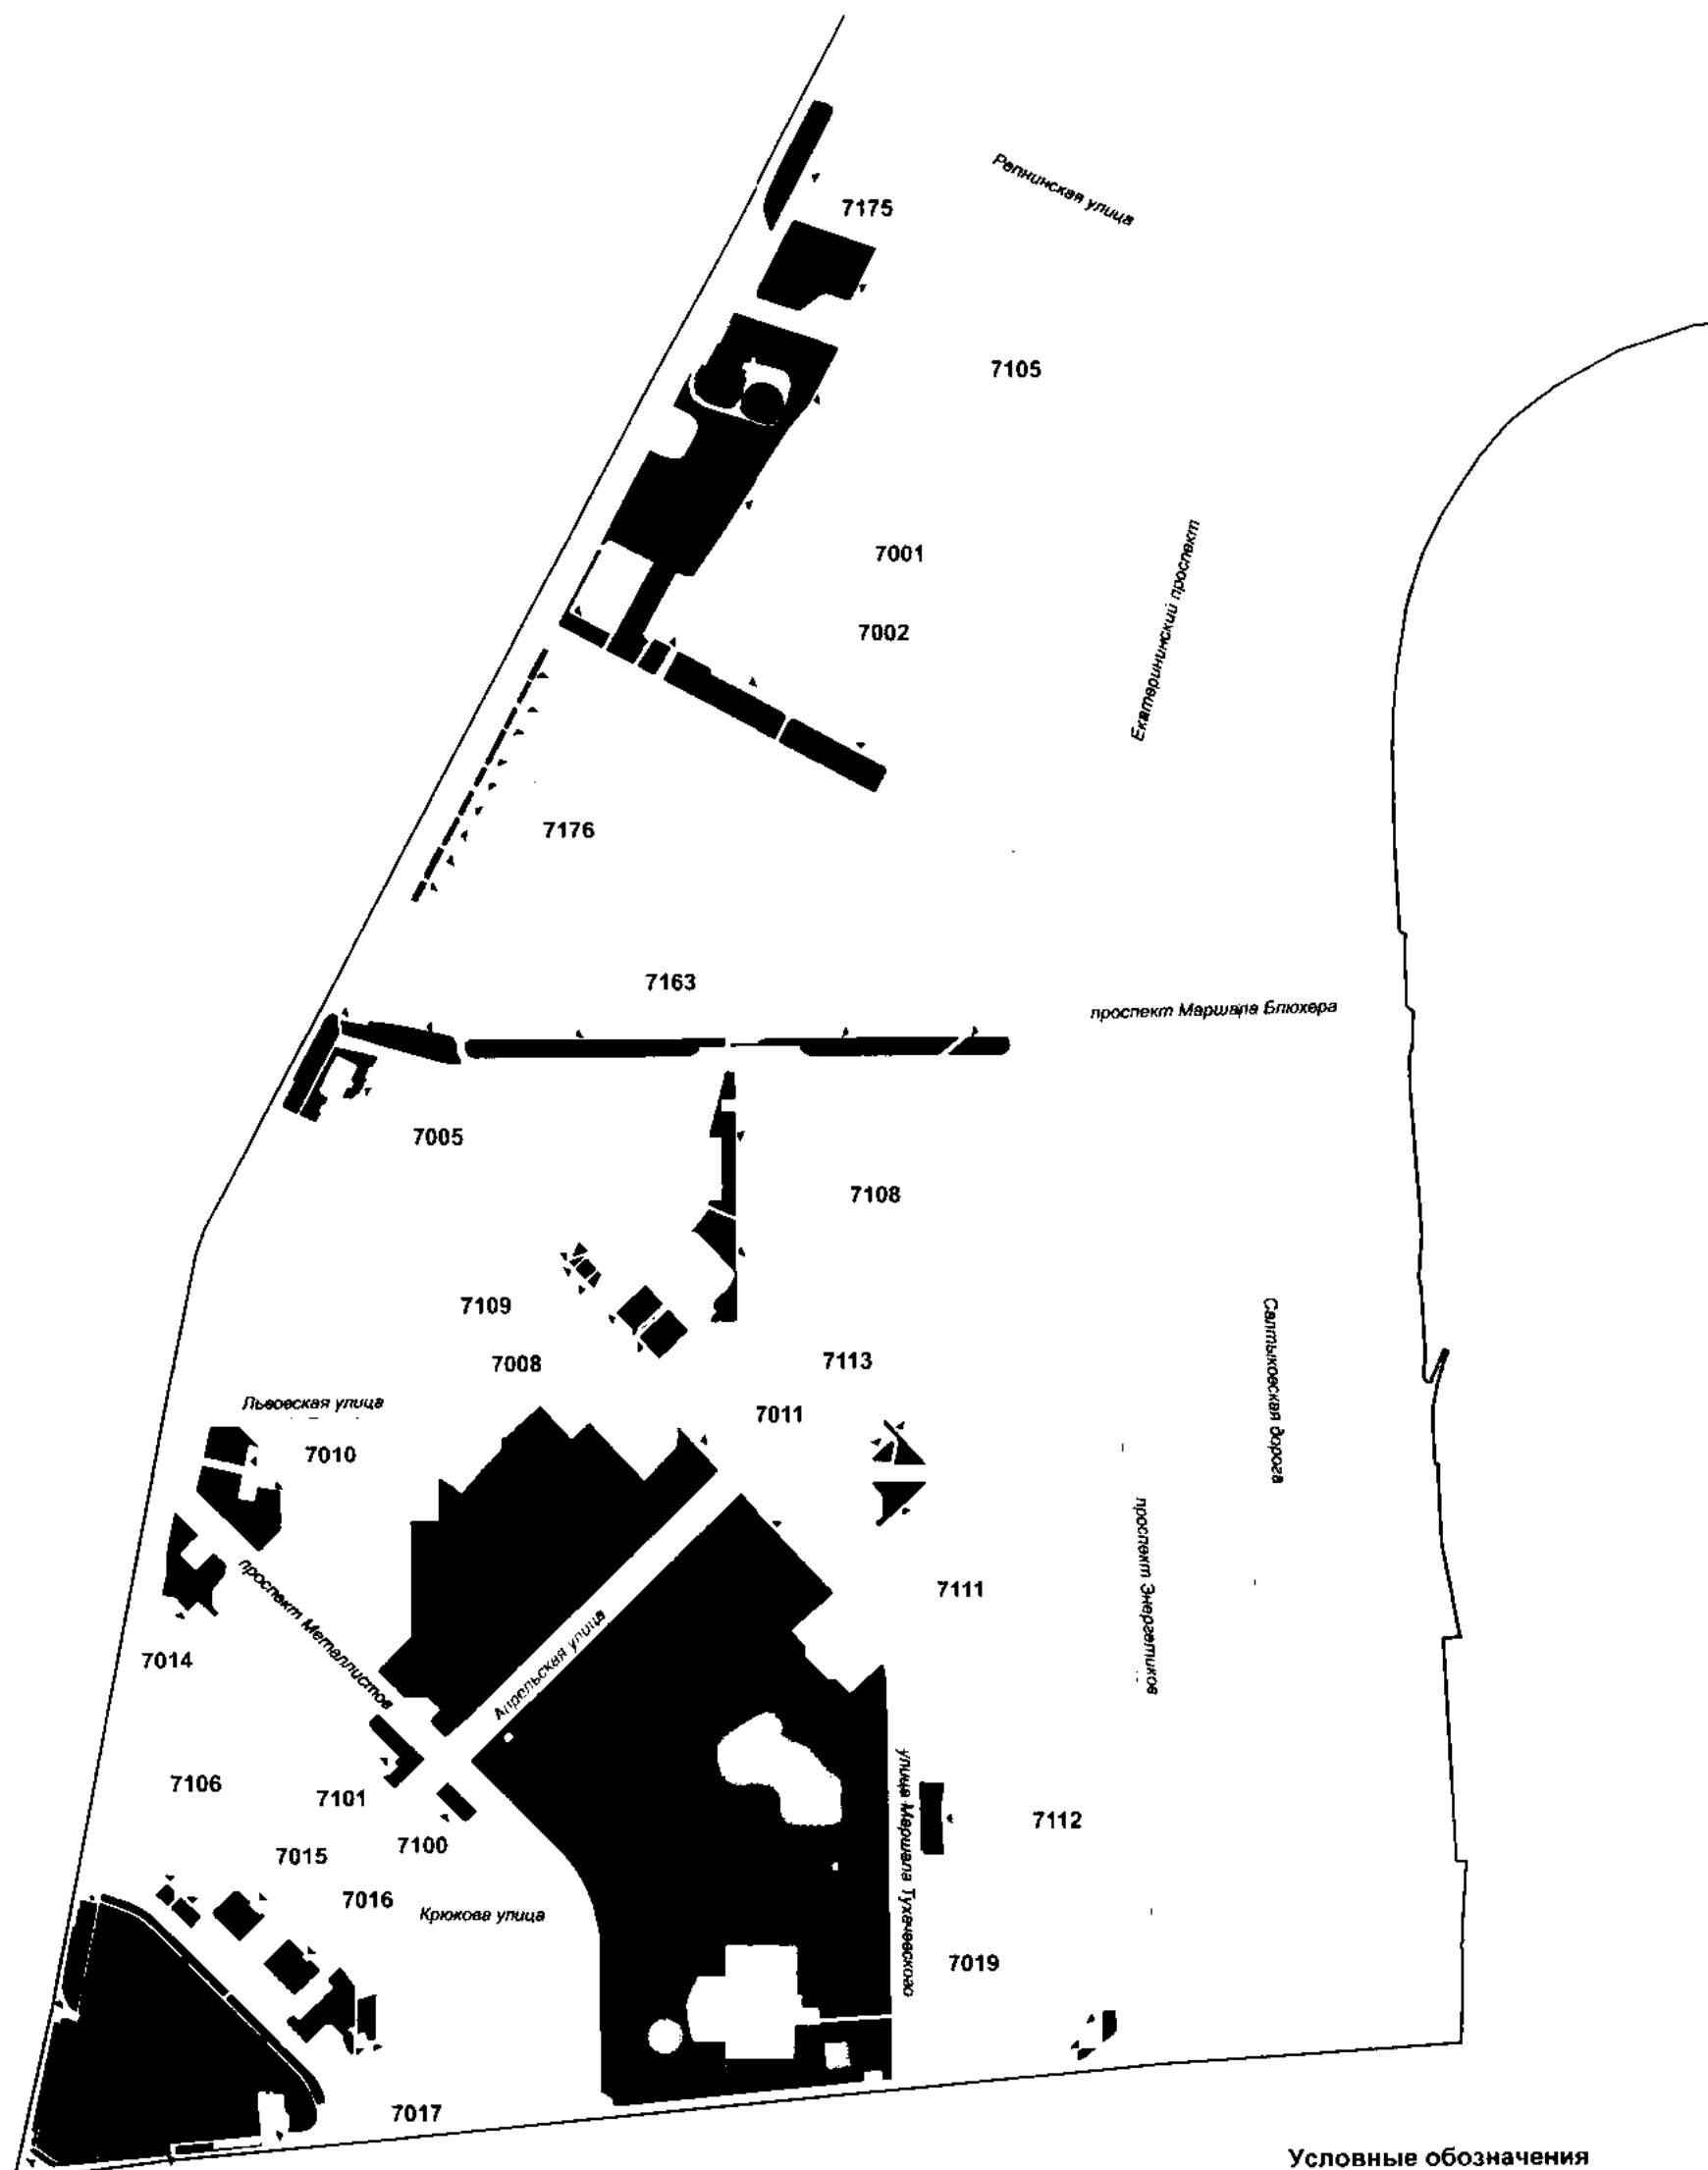 Репнинская улица
7175
7105
7001
Екатерининский проспект
7002
7176
7163
проспект Маршала Блюхера
7005
7108
7109
Салтыковская дорога
7008
7113
Львовская улица
7011
7010
проспект Энергетиков
7111
проспект Металлистов
Апрельская улица
7014
7106
7101
улица Маршала Тухачевского
7112
7100
7015
7016
Крюкова улица
7019
7017
Условные обозначения